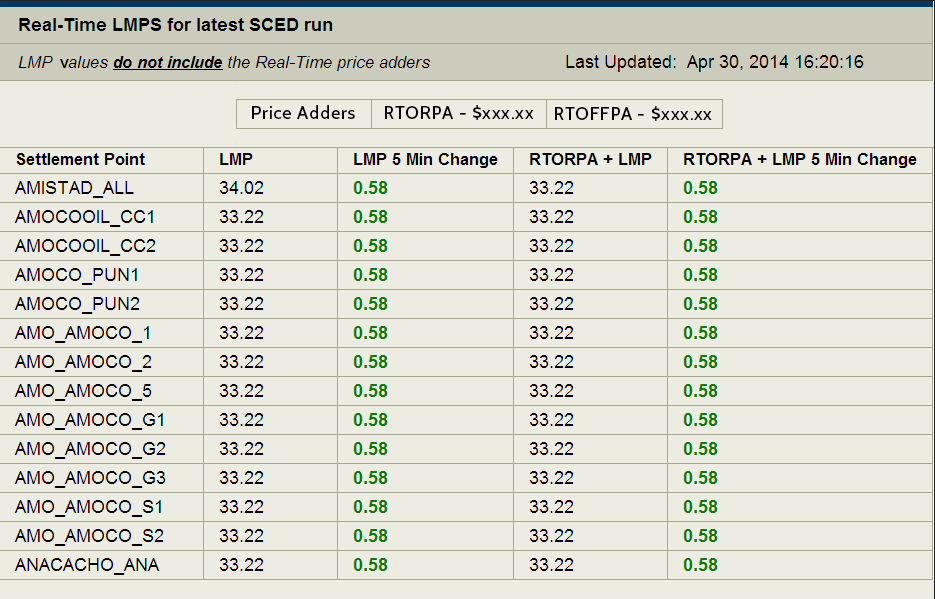 Real-Time LMPS for latest SCED run
LMP values do not include the Real-Time price adders Last Updated: Apr 30, 2014 16:20:16
Price Adders RTORPA - $xxx.xx RTOFFPA - $xxx.xx
Settlement Point LMP LMP 5 Min Change RTORPA + LMP RTORPA + LMP 5 Min Change
AMISTAD_ALL 34.02 0.58 33.22 0.58
AMOCOOIL_CC1 33.22 0.58 33.22 0.58
AMOCOOIL_CC2 33.22 0.58 33.22 0.58
AMOCO_PUN1 33.22 0.58 33.22 0.58
AMOCO_PUN2 33.22 0.58 33.22 0.58
AMO_AMOCO_1 33.22 0.58 33.22 0.58
AMO_AMOCO_2 33.22 0.58 33.22 0.58
AMO_AMOCO_5 33.22 0.58 33.22 0.58
AMO_AMOCO_G1 33.22 0.58 33.22 0.58
AMO_AMOCO_G2 33.22 0.58 33.22 0.58
AMO_AMOCO_G3 33.22 0.58 33.22 0.58
AMO_AMOCO_S1 33.22 0.58 33.22 0.58
AMO_AMOCO_S2 33.22 0.58 33.22 0.58
ANACACHO_ANA 33.22 0.58 33.22 0.58